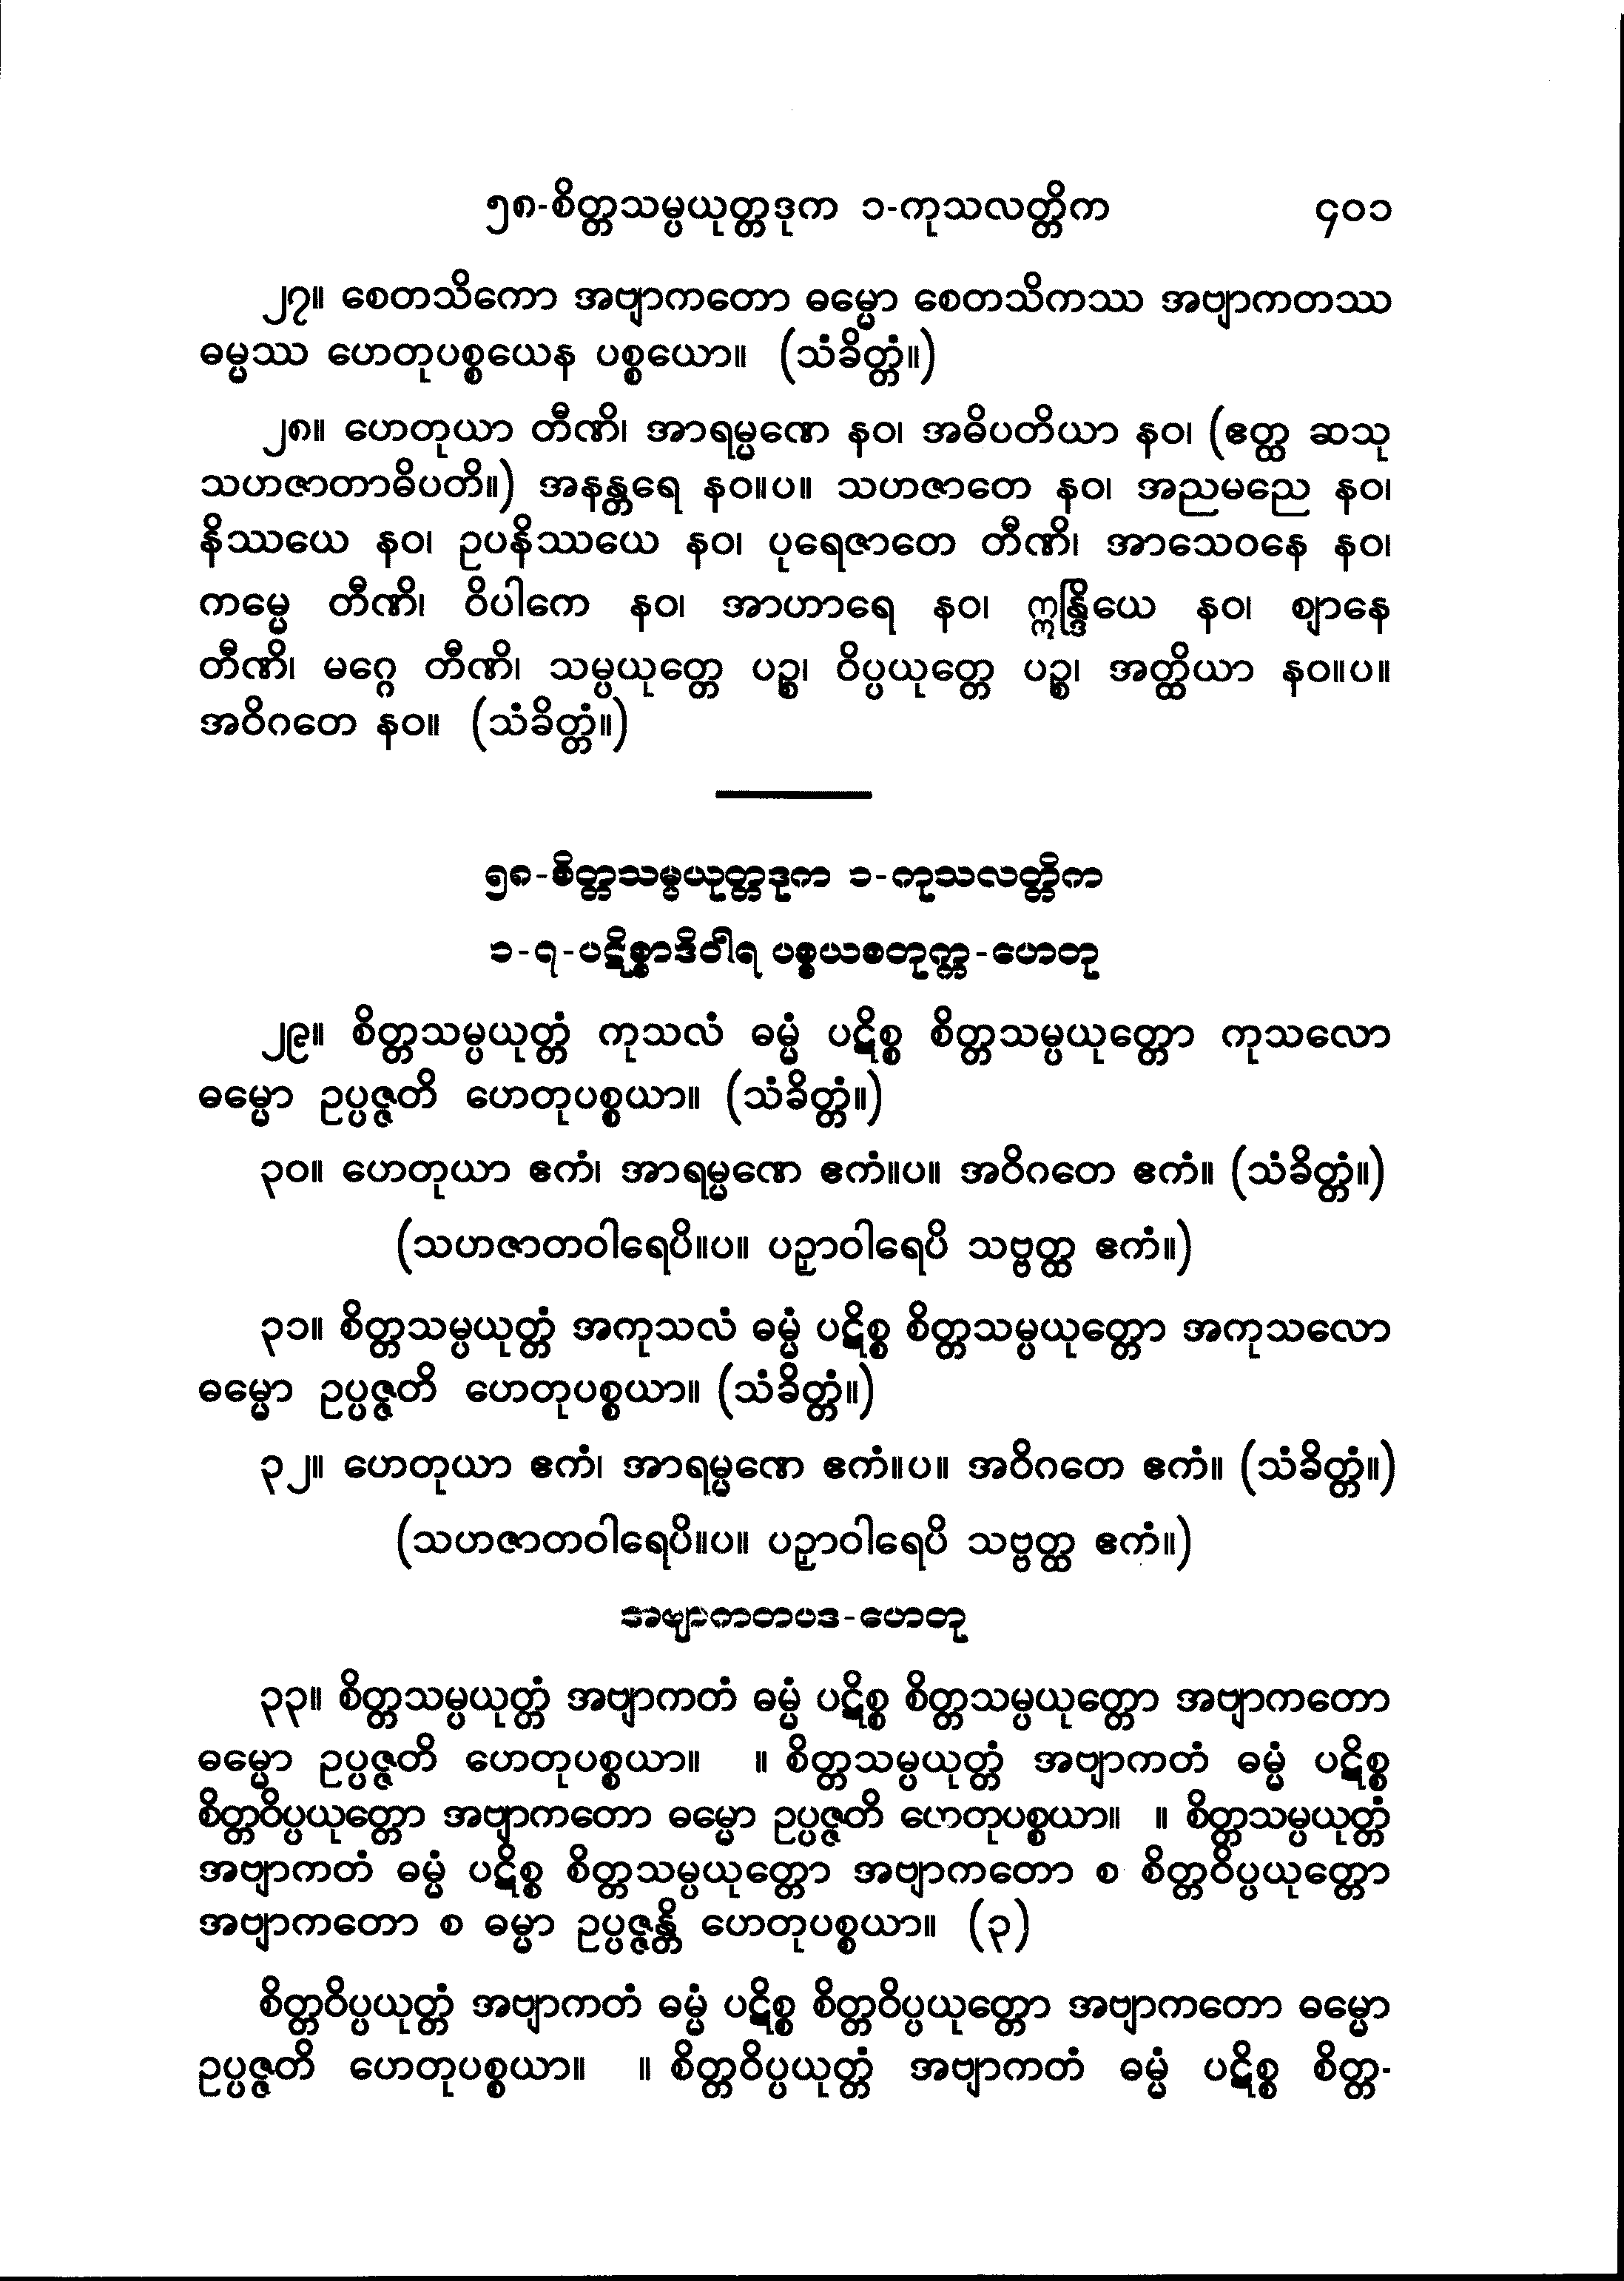 ၅၈-စိတ္တသမ္ပယုတ္တဒုက ၁-ကုသလတ္တိက ၄၀၁
၂၇။ စေတသိကော အဗျာကတော ဓမ္မော စေတသိကဿ အဗျာကတဿ
ဓမ္မဿ ဟေတုပစ္စယေန ပစ္စယော။ (သံခိတ္တံ။)
၂၈။ ဟေတုယာ တီဏိ၊ အာရမ္မဏေ နဝ၊ အဓိပတိယာ နဝ၊ (ဧတ္ထ ဆသု
သဟဇာတာဓိပတိ။) အနန္တရေ နဝ။ပ။ သဟဇာတေ နဝ၊ အညမညေ နဝ၊
နိဿယေ နဝ၊ ဥပနိဿယေ နဝ၊ ပုရေဇာတေ တီဏိ၊ အာသေဝနေ နဝ၊
ကမ္မေ တီဏိ၊ ဝိပါကေ နဝ၊ အာဟာရေ နဝ၊ ဣန္ဒြိယေ နဝ၊ ဈာနေ
တီဏိ၊ မဂ္ဂေ တီဏိ၊ သမ္ပယုတ္တေ ပဉ္စ၊ ဝိပ္ပယုတ္တေ ပဉ္စ၊ အတ္ထိယာ နဝ။ပ။
အဝိဂတေ နဝ။ (သံခိတ္တံ။)
၅၈-စိတ္တသမ္ပယုတ္တဒုက ၁-ကုသလတ္တိက
၁-၇-ပဋိစ္စာဒိဝါရ ပစ္စယစတုက္က-ဟေတု
၂၉။ စိတ္တသမ္ပယုတ္တံ ကုသလံ ဓမ္မံ ပဋိစ္စ စိတ္တသမ္ပယုတ္တော ကုသလော
ဓမ္မော ဥပ္ပဇ္ဇတိ ဟေတုပစ္စယာ။ (သံခိတ္တံ။)
၃၀။ ဟေတုယာ ဧကံ၊ အာရမ္မဏေ ဧကံ။ပ။ အဝိဂတေ ဧကံ။ (သံခိတ္တံ။)
(သဟဇာတဝါရေပိ။ပ။ ပဉှာဝါရေပိ သဗ္ဗတ္ထ ဧကံ။)
၃၁။ စိတ္တသမ္ပယုတ္တံ အကုသလံ ဓမ္မံ ပဋိစ္စ စိတ္တသမ္ပယုတ္တော အကုသလော
ဓမ္မော ဥပ္ပဇ္ဇတိ ဟေတုပစ္စယာ။ (သံခိတ္တံ။)
၃၂။ ဟေတုယာ ဧကံ၊ အာရမ္မဏေ ဧကံ။ပ။ အဝိဂတေ ဧကံ။ (သံခိတ္တံ။)
(သဟဇာတဝါရေပိ။ပ။ ပဉှာဝါရေပိ သဗ္ဗတ္ထ ဧကံ။)
အဗျာကတပဒ-ဟေတု
၃၃။ စိတ္တသမ္ပယုတ္တံ အဗျာကတံ ဓမ္မံ ပဋိစ္စ စိတ္တသမ္ပယုတ္တော အဗျာကတော
ဓမ္မော ဥပ္ပဇ္ဇတိ ဟေတုပစ္စယာ။ ။ စိတ္တသမ္ပယုတ္တံ အဗျာကတံ ဓမ္မံ ပဋိစ္စ
စိတ္တဝိပ္ပယုတ္တော အဗျာကတော ဓမ္မော ဥပ္ပဇ္ဇတိ ဟေတုပစ္စယာ။ ။ စိတ္တသမ္ပယုတ္တံ
အဗျာကတံ ဓမ္မံ ပဋိစ္စ စိတ္တသမ္ပယုတ္တော အဗျာကတော စ စိတ္တဝိပ္ပယုတ္တော
အဗျာကတော စ ဓမ္မာ ဥပ္ပဇ္ဇန္တိ ဟေတုပစ္စယာ။ (၃)
စိတ္တဝိပ္ပယုတ္တံ အဗျာကတံ ဓမ္မံ ပဋိစ္စ စိတ္တဝိပ္ပယုတ္တော အဗျာကတော ဓမ္မော
ဥပ္ပဇ္ဇတိ ဟေတုပစ္စယာ။ ။ စိတ္တဝိပ္ပယုတ္တံ အဗျာကတံ ဓမ္မံ ပဋိစ္စ စိတ္တ-